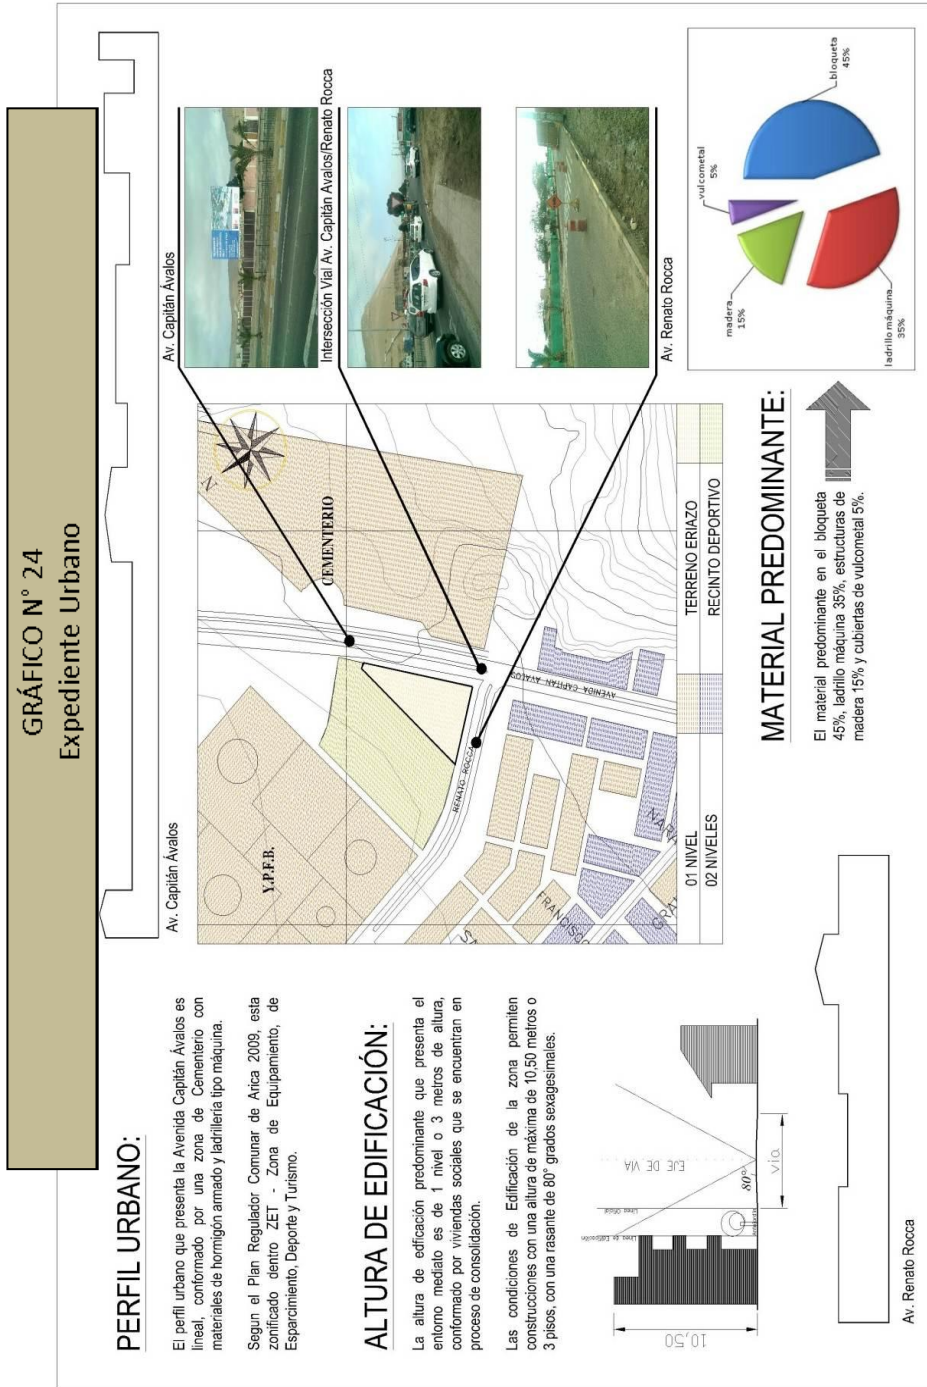 GRÁFICO N° 24
Expediente Urbano
PERFIL URBANO:
El perfil urbano que presenta la Avenida Capitán Ávalos es
lineal, conformado por una zona de Cementerio con
materiales de hormigón armado y ladrillería tipo máquina.
Segun el Plan Regulador Comunar de Arica 2009, esta
zonificado dentro ZET - Zona de Equipamiento, de
Esparcimiento, Deporte y Turismo.
ALTURA DE EDIFICACIÓN:
La altura de edficación predominante que presenta el
entorno mediato es de 1 nivel o 3 metros de altura,
conformado por viviendas sociales que se encuentran en
proceso de consolidación.
Las condiciones de Edificación de la zona permiten
construcciones con una altura de máxima de 10,50 metros o
3 pisos, con una rasante de 80° grados sexagesimales.
10,50
Linea de Edificación
Linea Oficial
Antejardin
EJE DE VIA
80°
via
Av. Renato Rocca
Av. Capitán Ávalos
Y.P.F.B.
CEMENTERIO
N
RENATO ROCCA
AVENIDA CAPITAN AVALOS
FRANCISCO
SA
GRAL
NARA
01 NIVEL
02 NIVELES
TERRENO ERIAZO
RECINTO DEPORTIVO
Av. Capitán Ávalos
Intersección Vial Av. Capitán Avalos/Renato Rocca
Av. Renato Rocca
MATERIAL PREDOMINANTE:
El material predominante en el bloqueta
45%, ladrillo máquina 35%, estructuras de
madera 15% y cubiertas de vulcometal 5%.
vulcometal
5%
madera
15%
bloqueta
45%
ladrillo máquina
35%